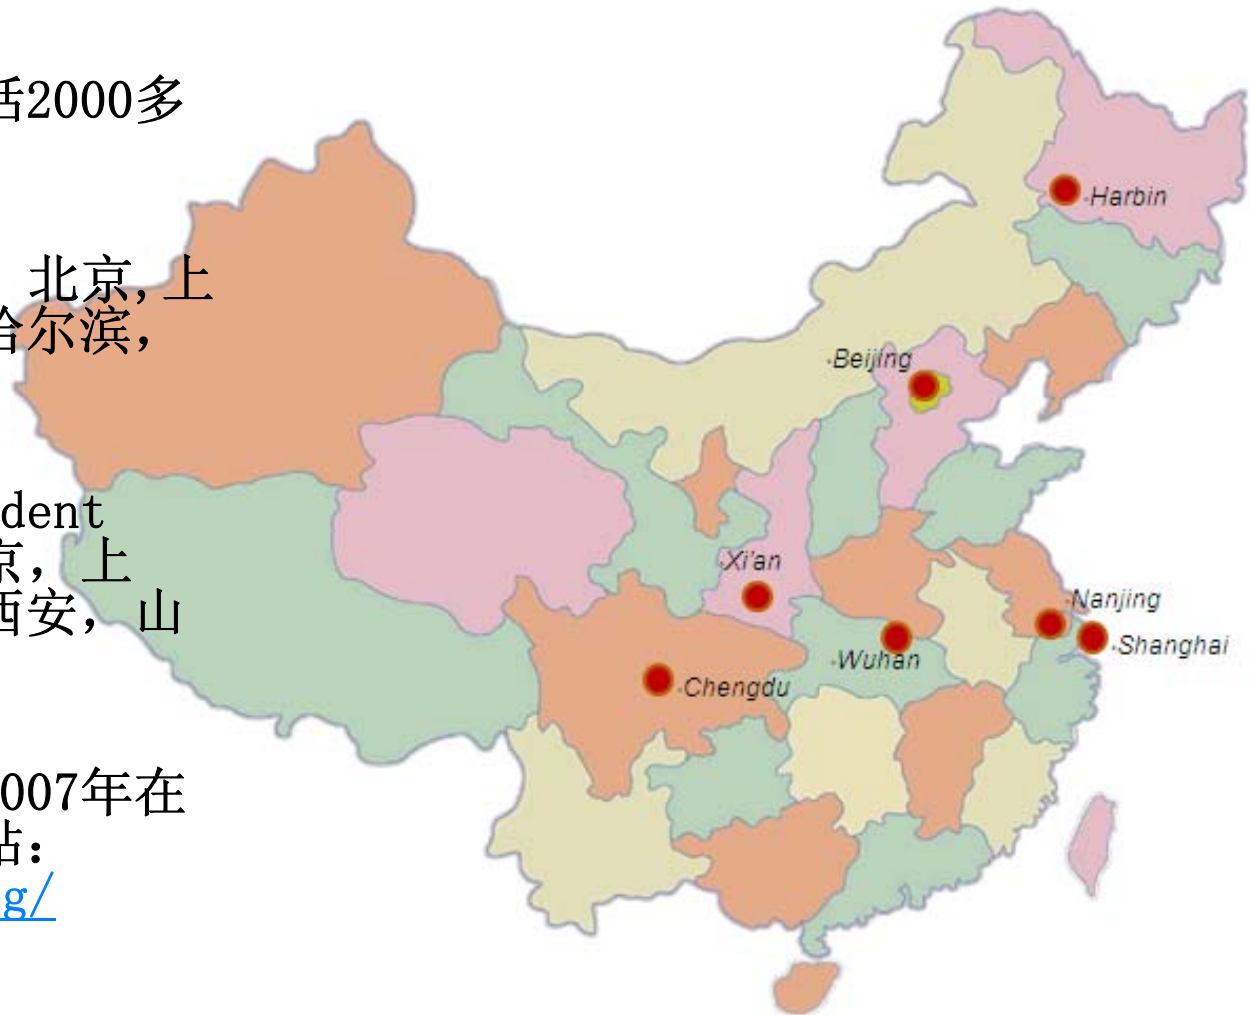 括2000多
北京,上
哈尔滨,
dent
京，上
西安，山
007年在
站：
g/
·Harbin
·Beijing
Xi'an
·Nanjing
·Shanghai
·Wuhan
·Chengdu